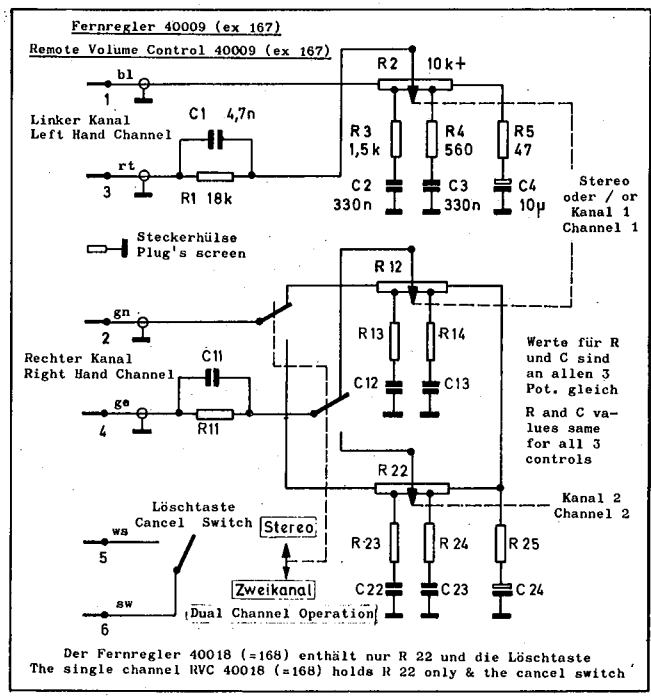 Fernregler 40009 (ex 167)
Remote Volume Control 40009 (ex 167)
bl
1
R2
10k+
Linker Kanal
Left Hand Channel
C1
4,7n
rt
3
R1 18k
R3
1,5k
R4
560
R5
47
C2
330n
C3
330n
C4
10µ
Stereo
oder / or
Kanal 1
Channel 1
Steckerhülse
Plug's screen
R12
gn
2
R13
R14
C12
C13
Rechter Kanal
Right Hand Channel
C11
ge
4
R11
Werte für R
und C sind
an allen 3
Pot. gleich
R and C va-
lues same
for all 3
controls
R 22
Kanal 2
Channel 2
Löschtaste
Cancel Switch
Stereo
ws
5
R 23
R 24
R 25
Zweikanal
C22
C 23
C 24
sw
6
Dual Channel Operation
Der Fernregler 40018 (=168) enthält nur R 22 und die Löschtaste
The single channel RVC 40018 (=168) holds R 22 only & the cancel switch